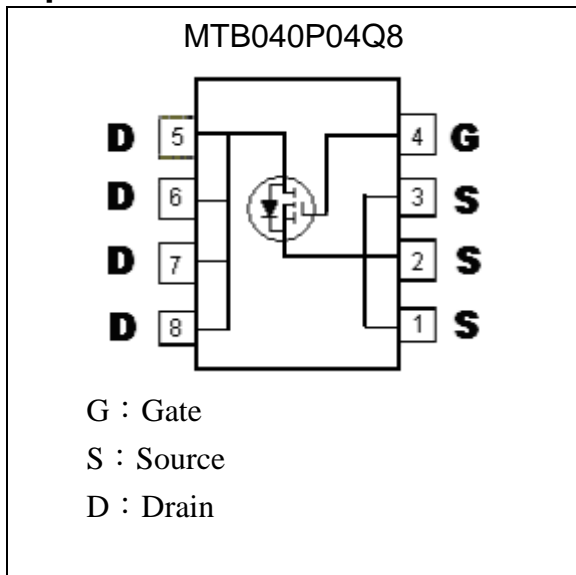 MTB040P04Q8
D 5 4 G
D 6 3 S
D 7 2 S
D 8 1 S
G：Gate
S：Source
D：Drain